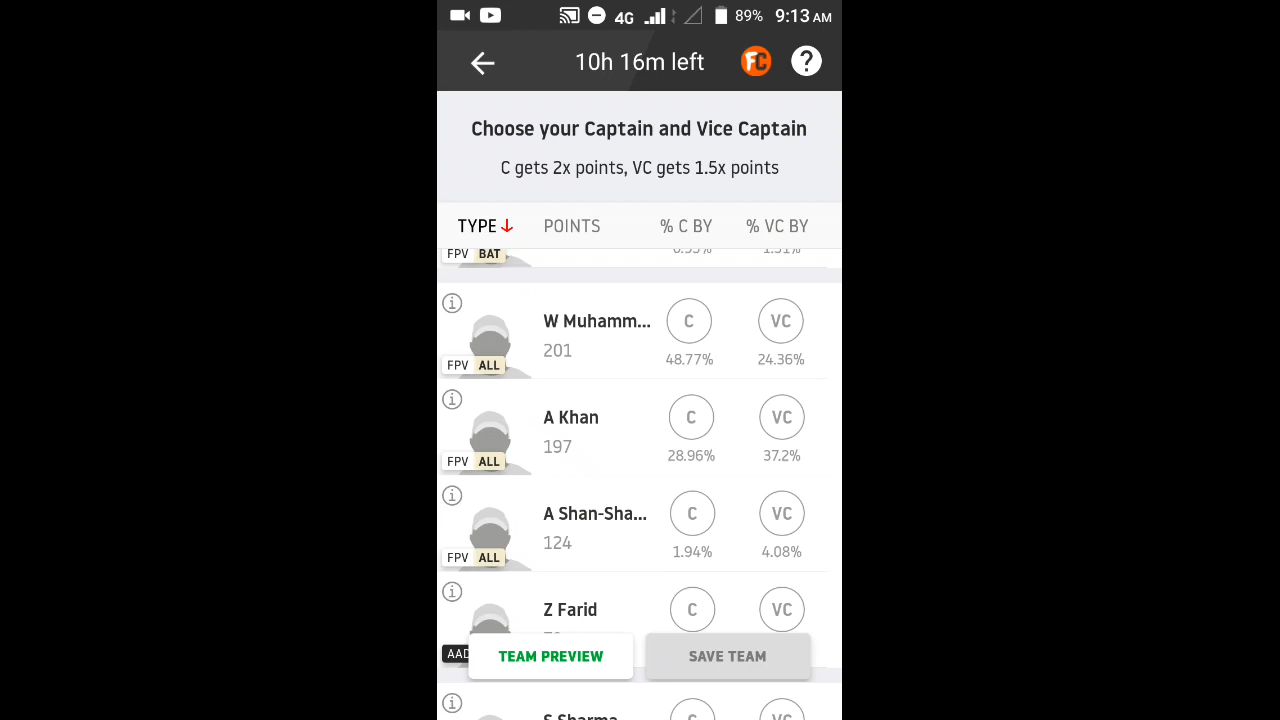 4G 89% 9:13 AM
10h 16m left FC ?
Choose your Captain and Vice Captain
C gets 2x points, VC gets 1.5x points
TYPE POINTS % C BY % VC BY
FPV BAT
i
W Muhamm... C VC
201 48.77% 24.36%
FPV ALL
i
A Khan C VC
197 28.96% 37.2%
FPV ALL
i
A Shan-Sha... C VC
124 1.94% 4.08%
FPV ALL
i
Z Farid C VC
AAD
TEAM PREVIEW SAVE TEAM
i
S Sharma C VC